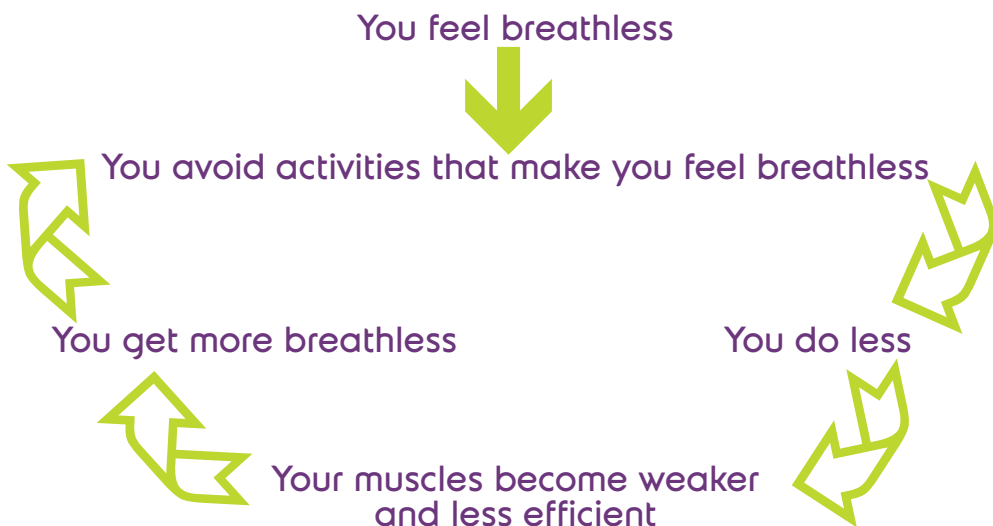 You feel breathless
You avoid activities that make you feel breathless
You get more breathless
You do less
Your muscles become weaker
and less efficient